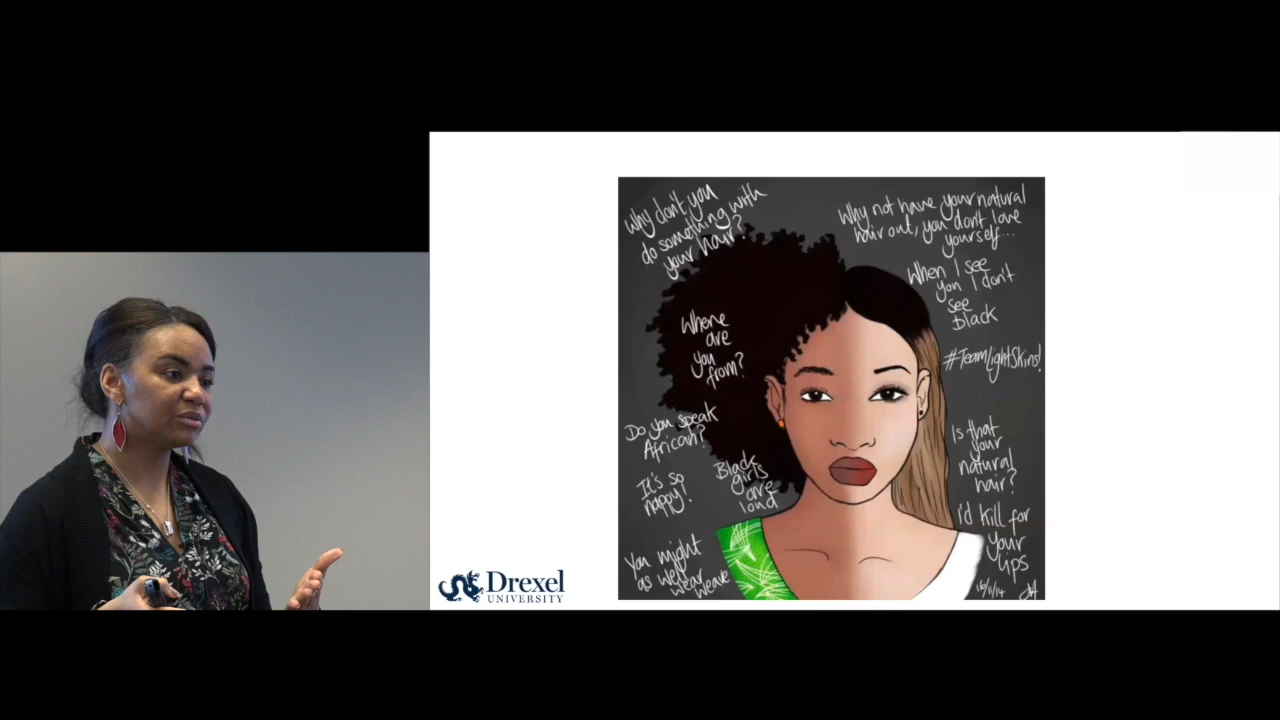 Why don't you
do something with
your hair?
Where
are
you
from?
Do you speak
African?
It's so
nappy!
Black
girls
are
loud
You might
as well
wear weave
Why not have your natural
hair out, you don't love
yourself...
When I see
you I don't
see
Black
#TeamlightSkins!
Is that
your
natural
hair?
i'd kill for
your
lips
16/11/14
Drexel
UNIVERSITY